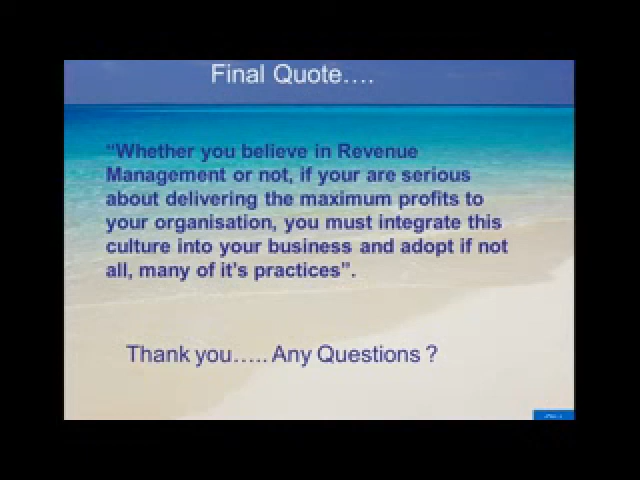 Final Quote….
“Whether you believe in Revenue
Management or not, if your are serious
about delivering the maximum profits to
your organisation, you must integrate this
culture into your business and adopt if not
all, many of it's practices”.
Thank you….. Any Questions ?